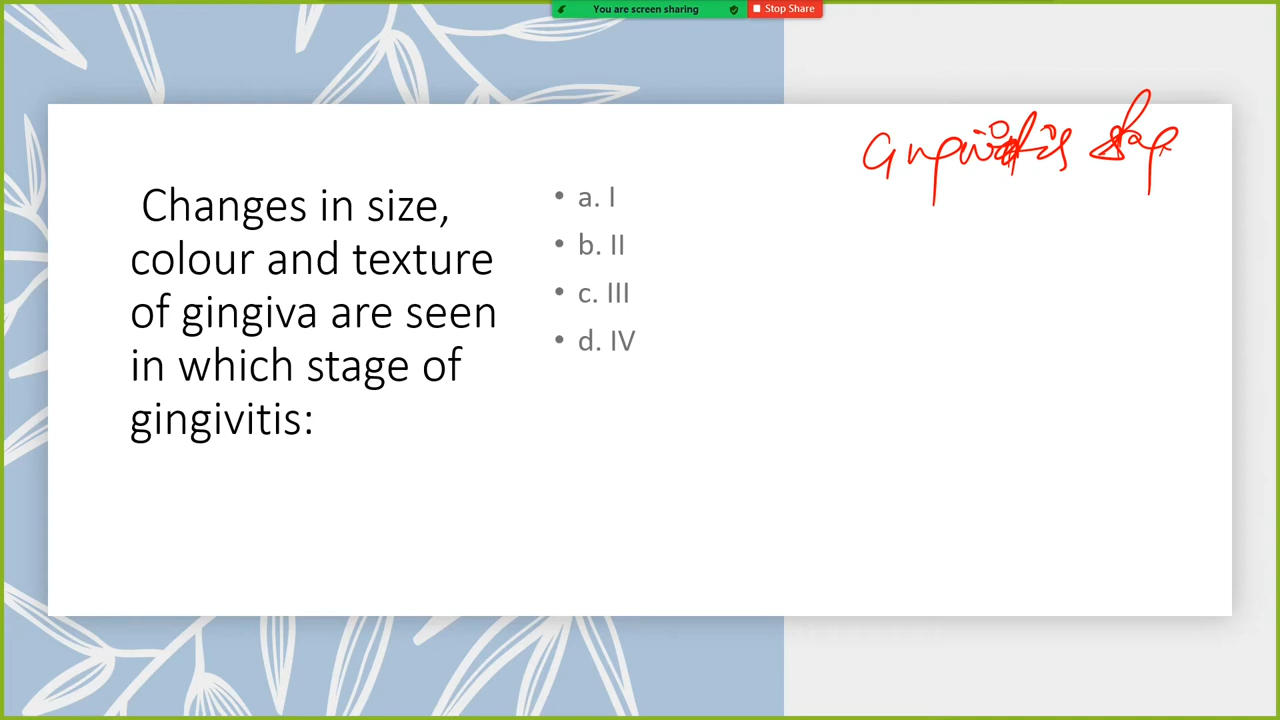 You are screen sharing
Stop Share
Changes in size,
colour and texture
of gingiva are seen
in which stage of
gingivitis:
• a. I
• b. II
• c. III
• d. IV